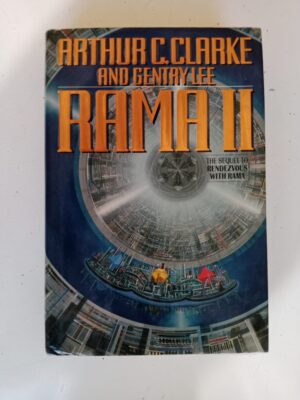 ARTHUR C. CLARKE
AND GENTRY LEE
RAMA II
THE SEQUEL TO
RENDEZVOUS
WITH RAMA